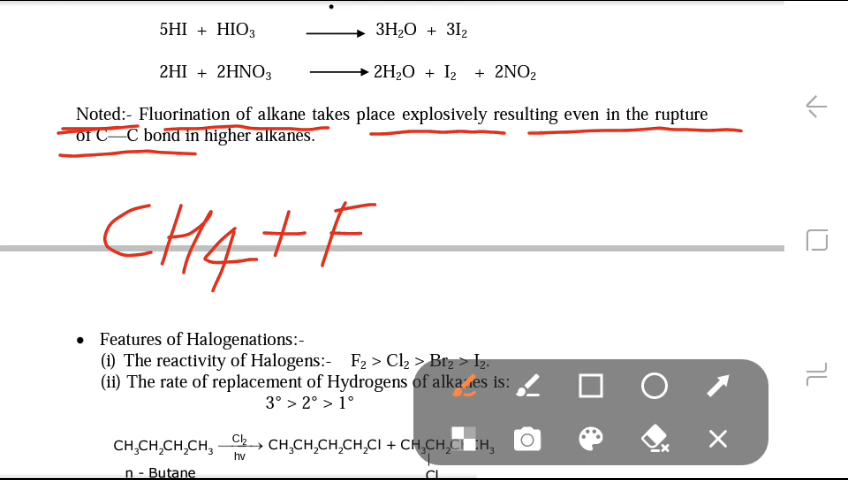 5HI + HIO₃ ⟶ 3H₂O + 3I₂
2HI + 2HNO₃ ⟶ 2H₂O + I₂ + 2NO₂
Noted:- Fluorination of alkane takes place explosively resulting even in the rupture
of C—C bond in higher alkanes.
CH4 + F
• Features of Halogenations:-
(i) The reactivity of Halogens:- F₂ > Cl₂ > Br₂ > I₂.
(ii) The rate of replacement of Hydrogens of alkanes is:
3° > 2° > 1°
CH₃CH₂CH₂CH₃ —Cl₂/hv→ CH₃CH₂CH₂CH₂Cl + CH₃CH₂CHCH₃
n - Butane Cl